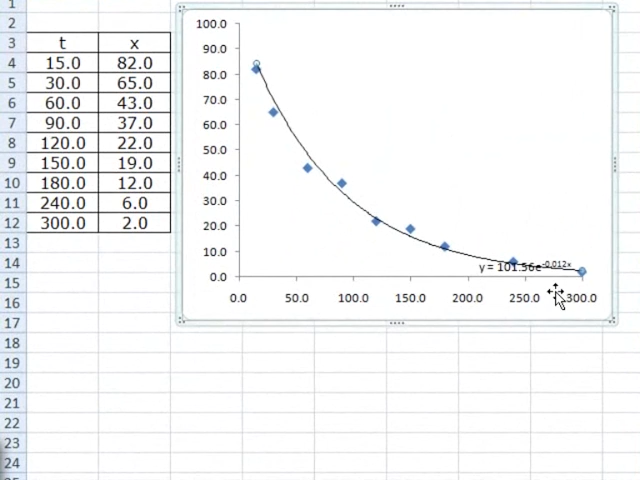 1
2
3 t x
4 15.0 82.0
5 30.0 65.0
6 60.0 43.0
7 90.0 37.0
8 120.0 22.0
9 150.0 19.0
10 180.0 12.0
11 240.0 6.0
12 300.0 2.0
13
14
15
16
17
18
19
20
21
22
23
24
100.0
90.0
80.0
70.0
60.0
50.0
40.0
30.0
20.0
10.0
0.0
y = 101.56e^-0.012x
0.0 50.0 100.0 150.0 200.0 250.0 300.0